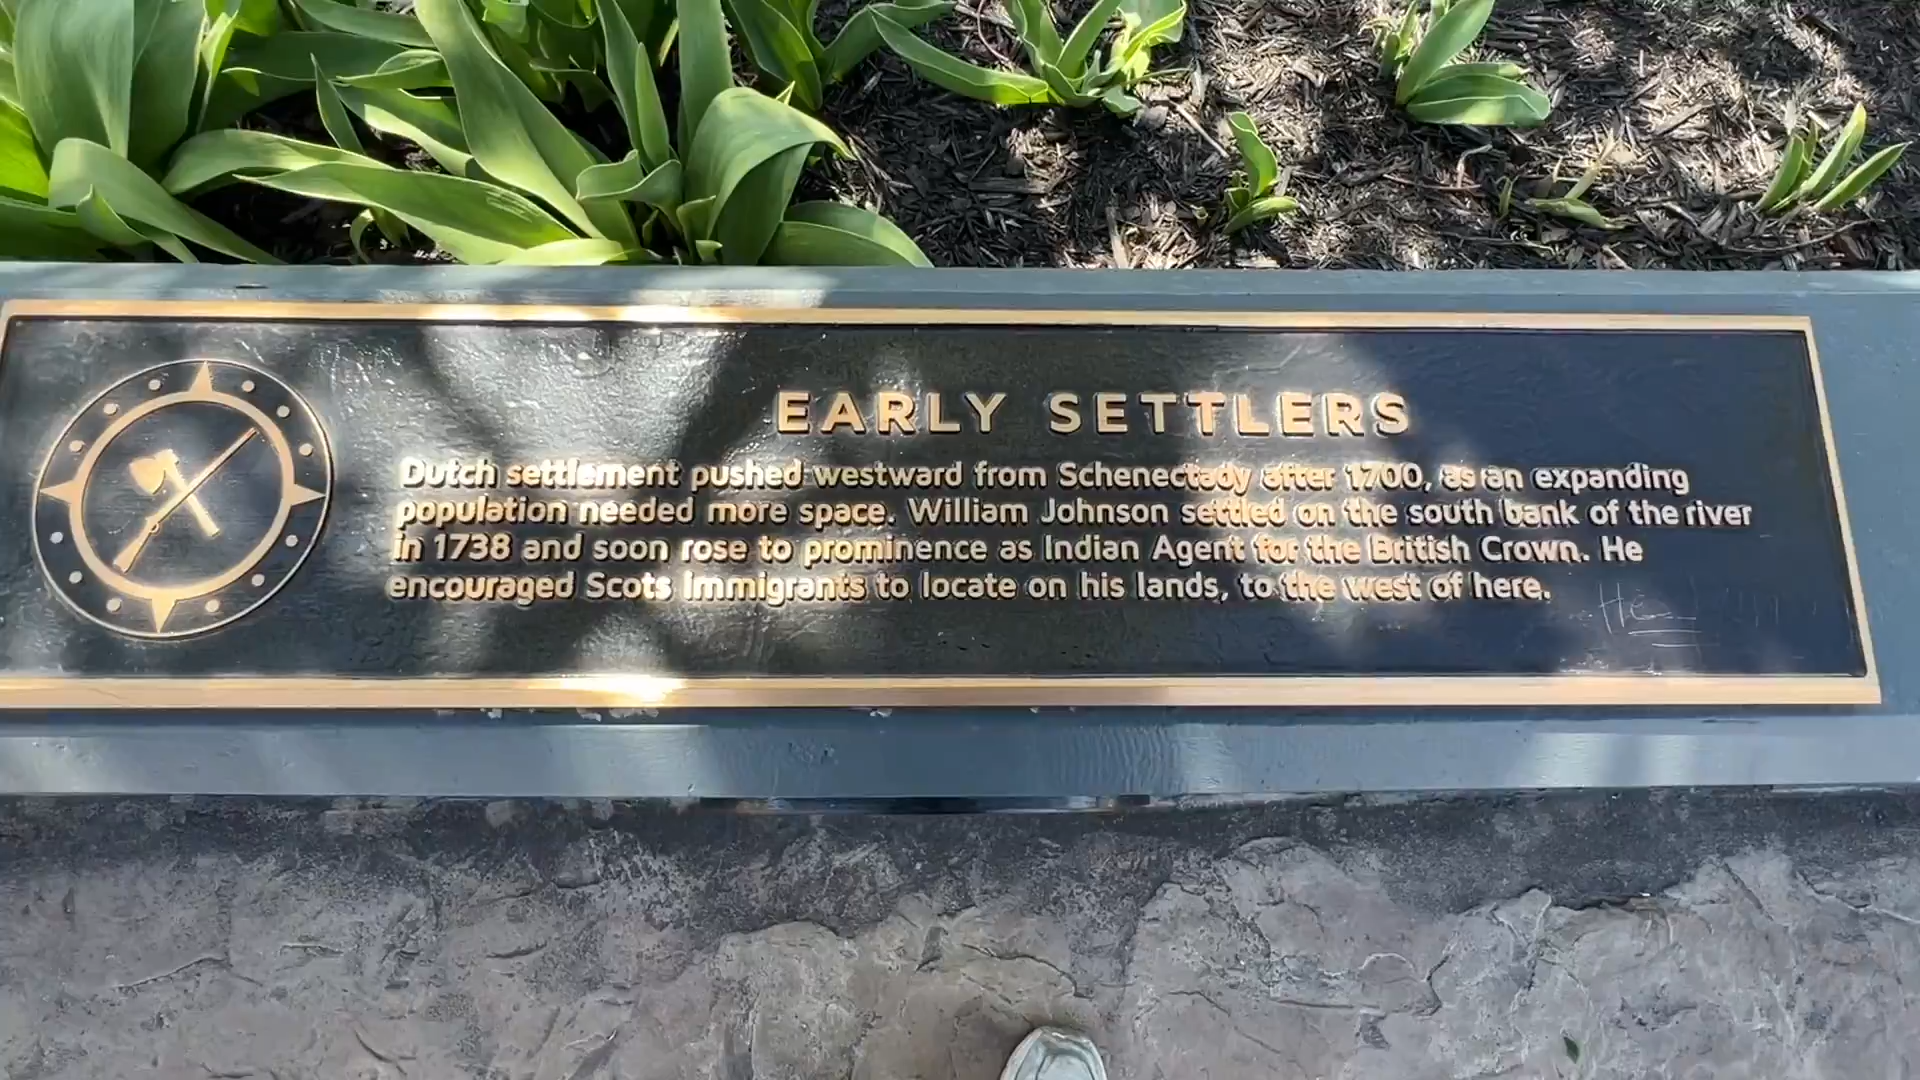 EARLY SETTLERS
Dutch settlement pushed westward from Schenectady after 1700, as an expanding
population needed more space. William Johnson settled on the south bank of the river
in 1738 and soon rose to prominence as Indian Agent for the British Crown. He
encouraged Scots immigrants to locate on his lands, to the west of here.